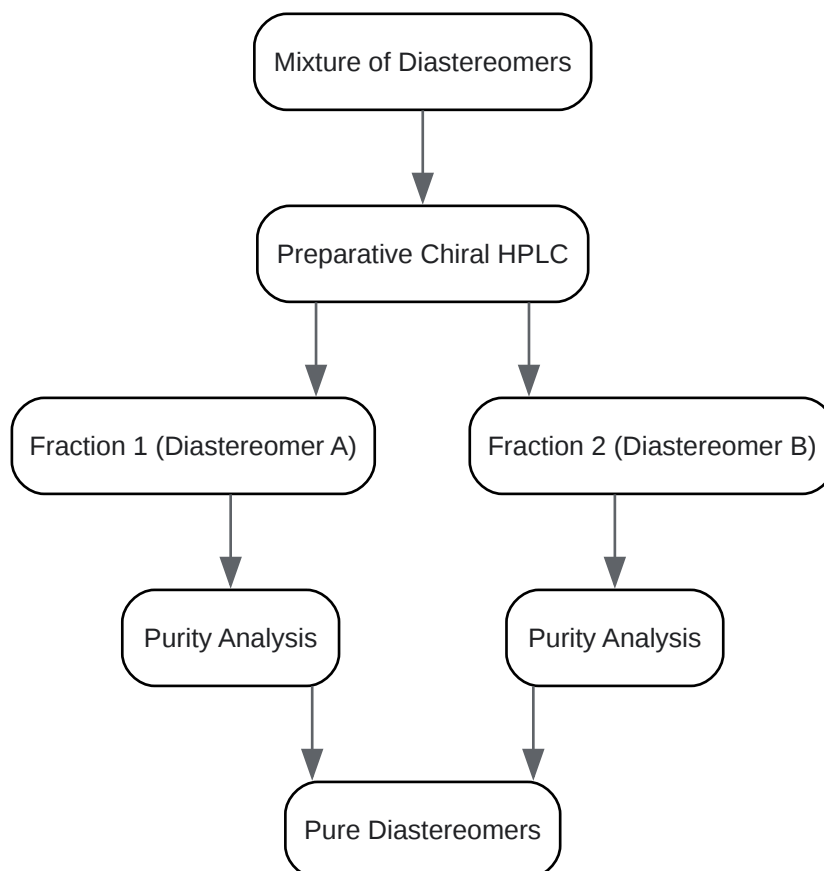 Mixture of Diastereomers
Preparative Chiral HPLC
Fraction 1 (Diastereomer A)
Fraction 2 (Diastereomer B)
Purity Analysis
Purity Analysis
Pure Diastereomers